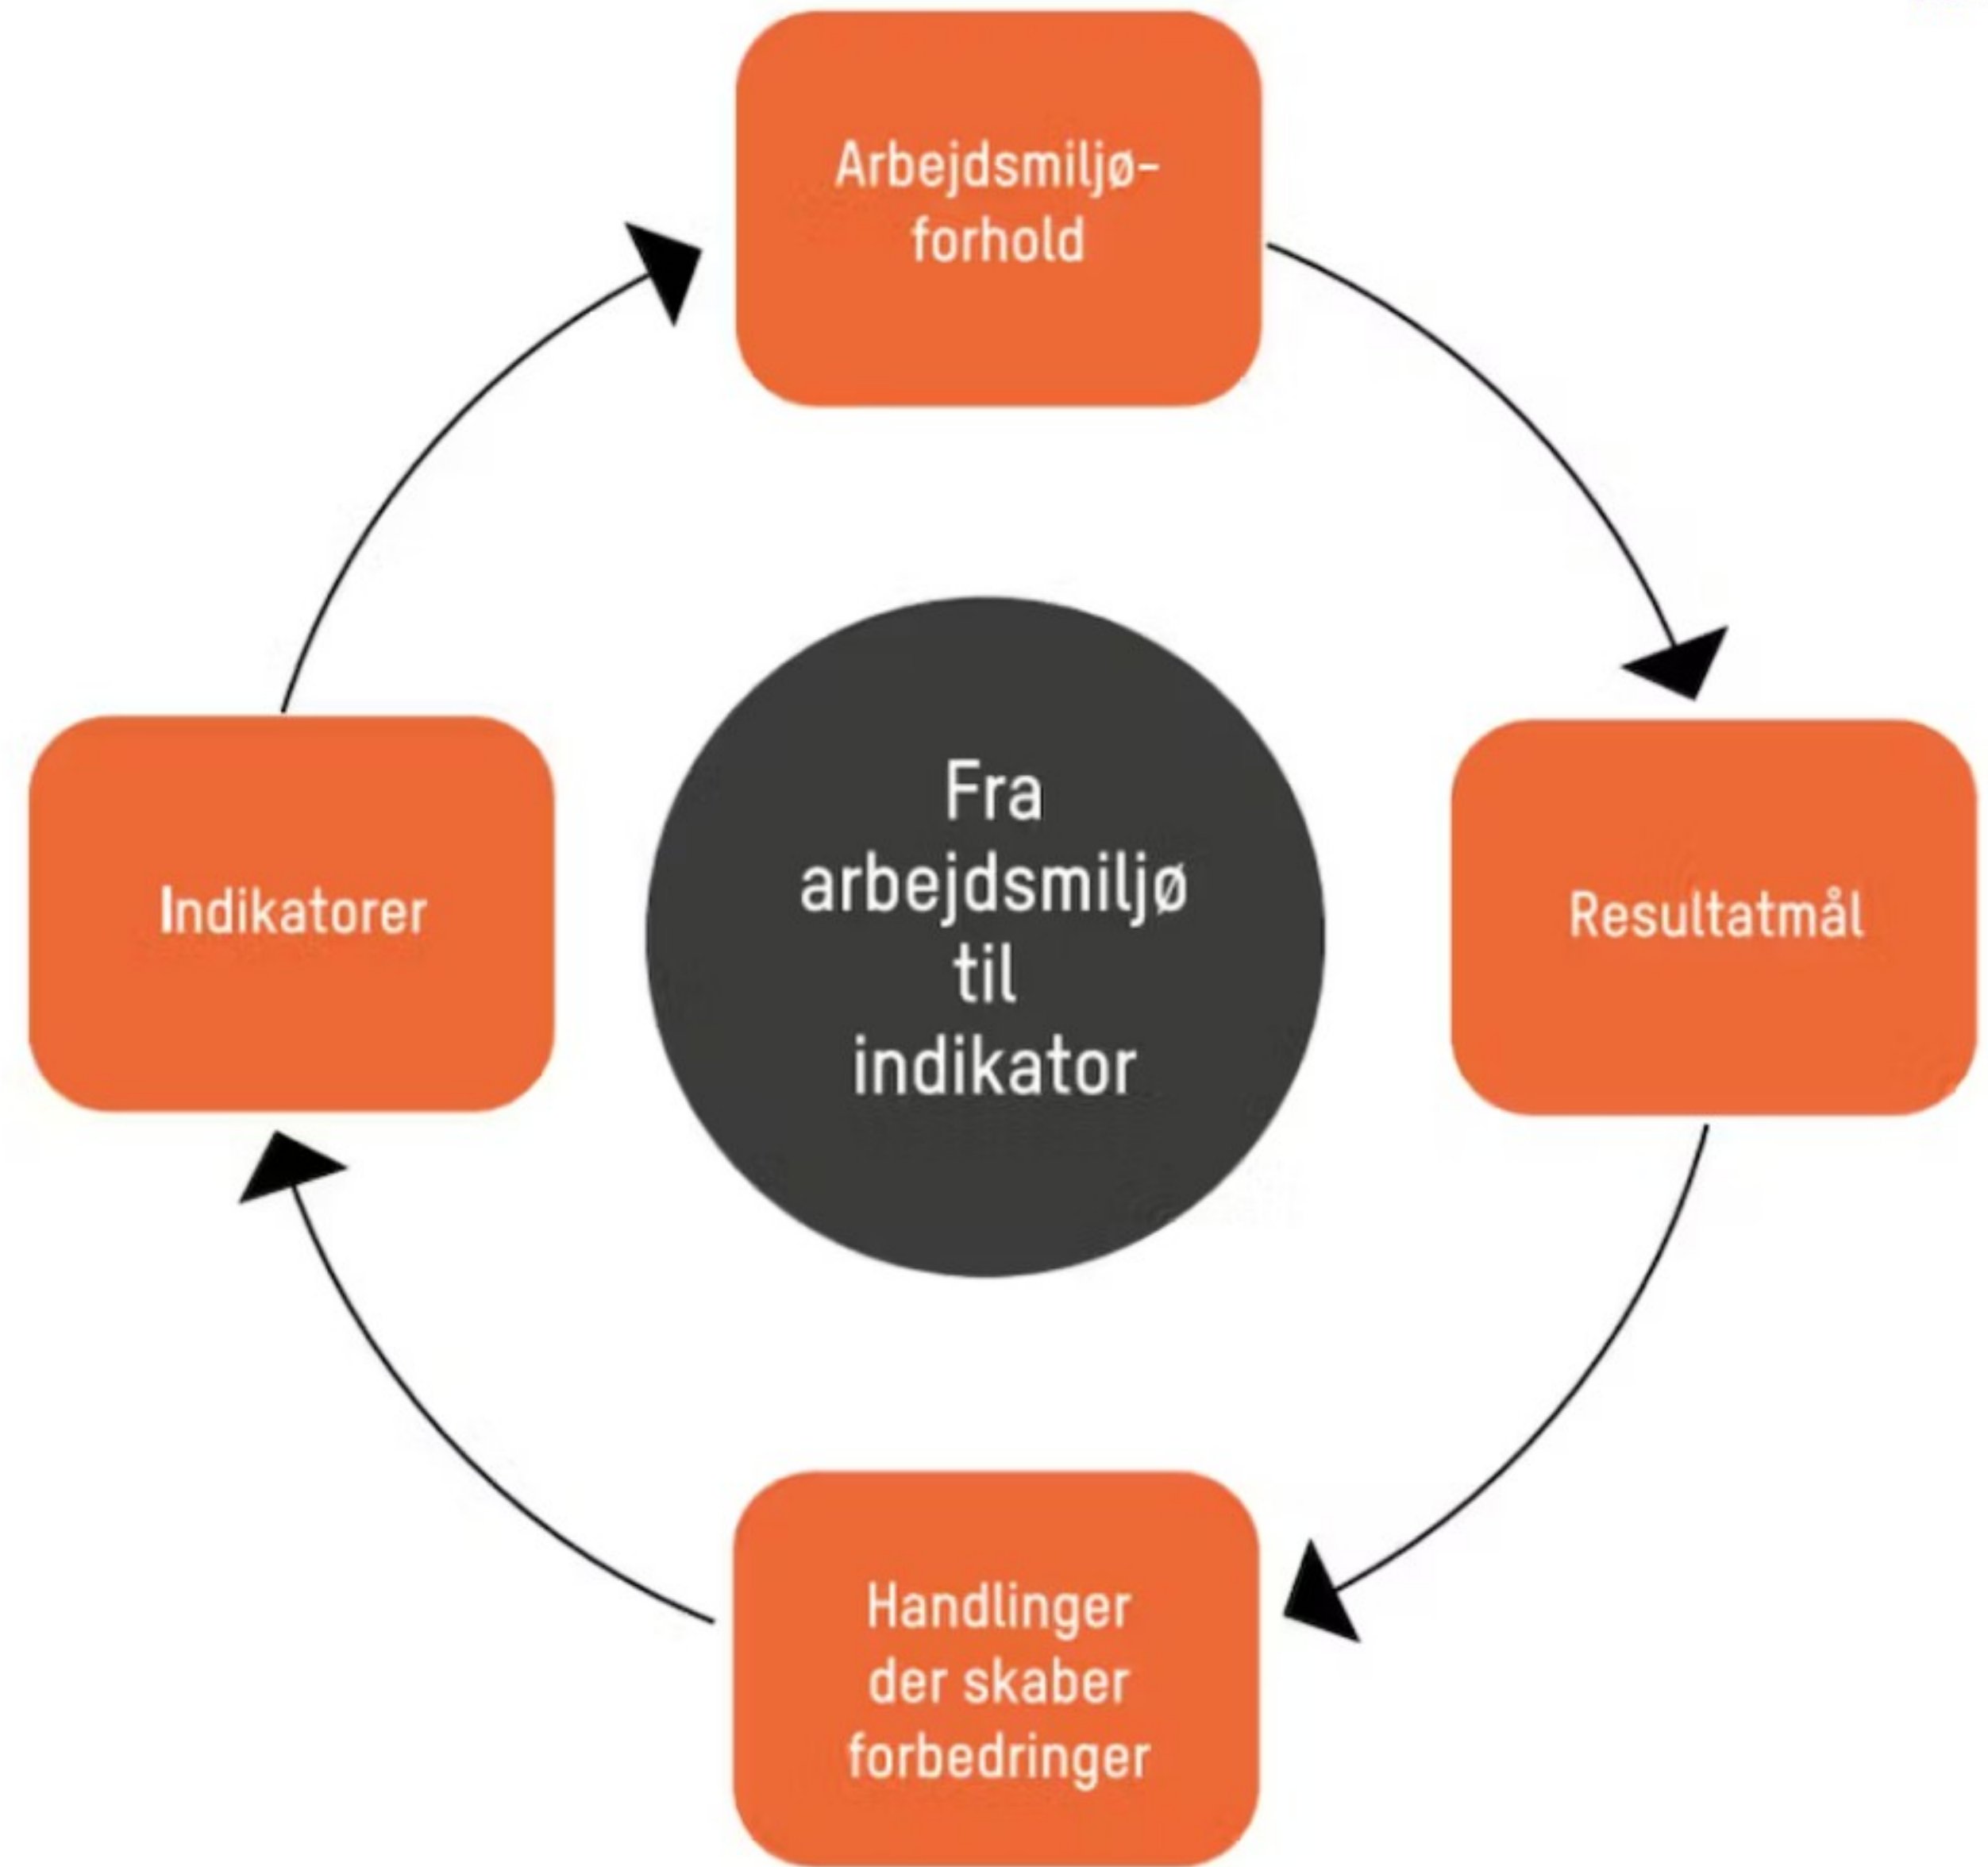 Arbejdsmiljø-
forhold
Fra
arbejdsmiljø
til
indikator
Indikatorer
Resultatmål
Handlinger
der skaber
forbedringer